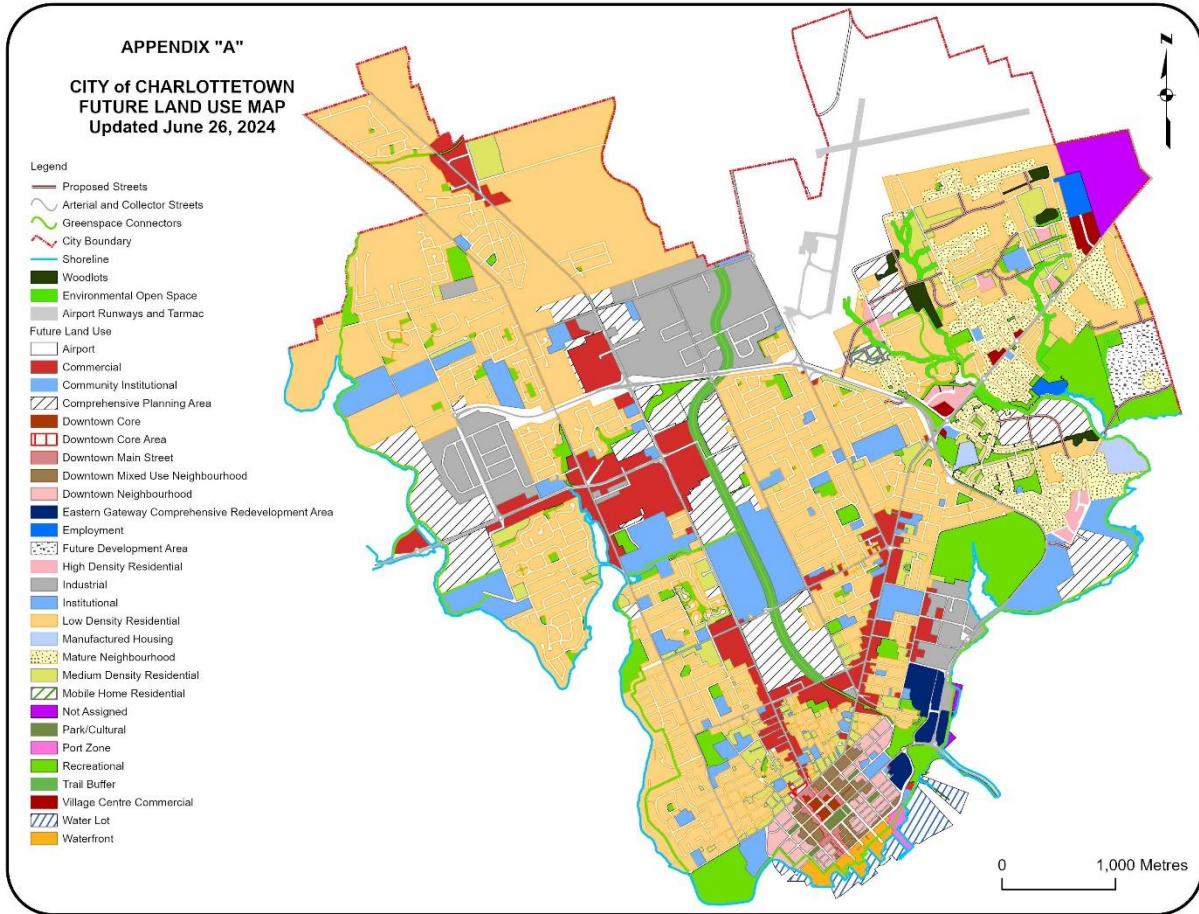 APPENDIX "A"
CITY of CHARLOTTETOWN
FUTURE LAND USE MAP
Updated June 26, 2024
Legend
Proposed Streets
Arterial and Collector Streets
Greenspace Connectors
City Boundary
Shoreline
Woodlots
Environmental Open Space
Airport Runways and Tarmac
Future Land Use
Airport
Commercial
Community Institutional
Comprehensive Planning Area
Downtown Core
Downtown Core Area
Downtown Main Street
Downtown Mixed Use Neighbourhood
Downtown Neighbourhood
Eastern Gateway Comprehensive Redevelopment Area
Employment
Future Development Area
High Density Residential
Industrial
Institutional
Low Density Residential
Manufactured Housing
Mature Neighbourhood
Medium Density Residential
Mobile Home Residential
Not Assigned
Park/Cultural
Port Zone
Recreational
Trail Buffer
Village Centre Commercial
Water Lot
Waterfront
N
0 1,000 Metres